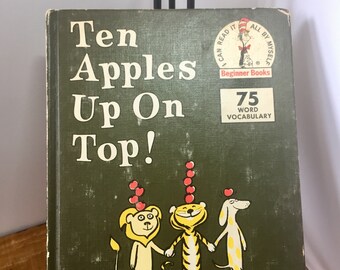 Ten
Apples
Up On
Top!
I CAN READ IT ALL BY MYSELF
Beginner Books
75
WORD
VOCABULARY